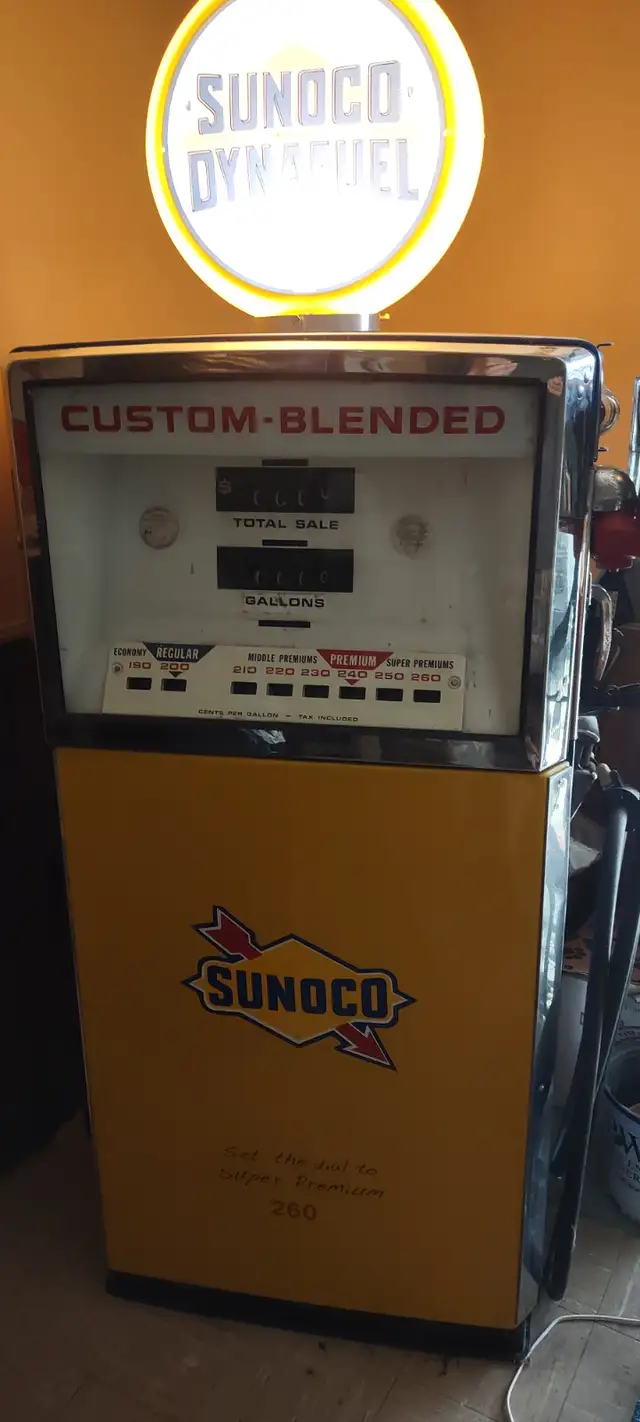 SUNOCO
DYNAFUEL
CUSTOM-BLENDED
$
TOTAL SALE
GALLONS
ECONOMY REGULAR MIDDLE PREMIUMS PREMIUM SUPER PREMIUMS
190 200 210 220 230 240 250 260
CENTS PER GALLON — TAX INCLUDED
SUNOCO
Set the dial to
Super Premium
260